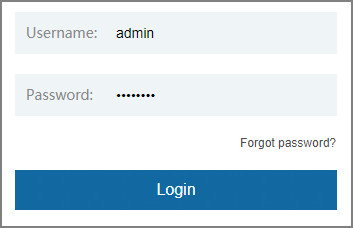 Username: admin
Password: ••••••••
Forgot password?
Login